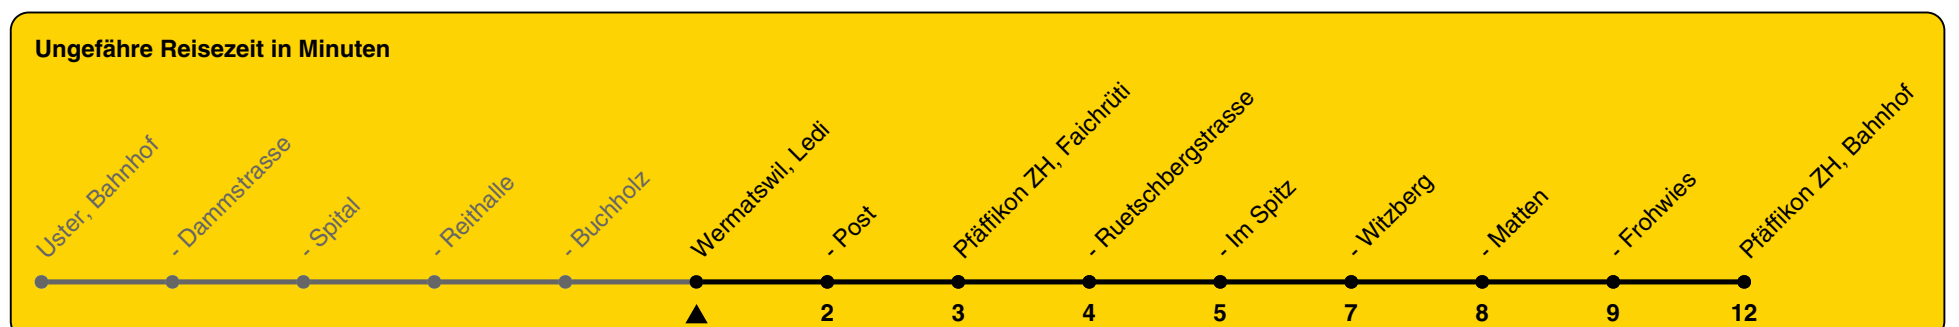 Ungefähre Reisezeit in Minuten
Uster, Bahnhof
- Dammstrasse
- Spital
- Reithalle
- Buchholz
Wermatswil, Ledi
- Post
Pfäffikon ZH, Faichrüti
- Ruetschbergstrasse
- Im Spitz
- Witzberg
- Matten
- Frohwies
Pfäffikon ZH, Bahnhof
2 3 4 5 7 8 9 12